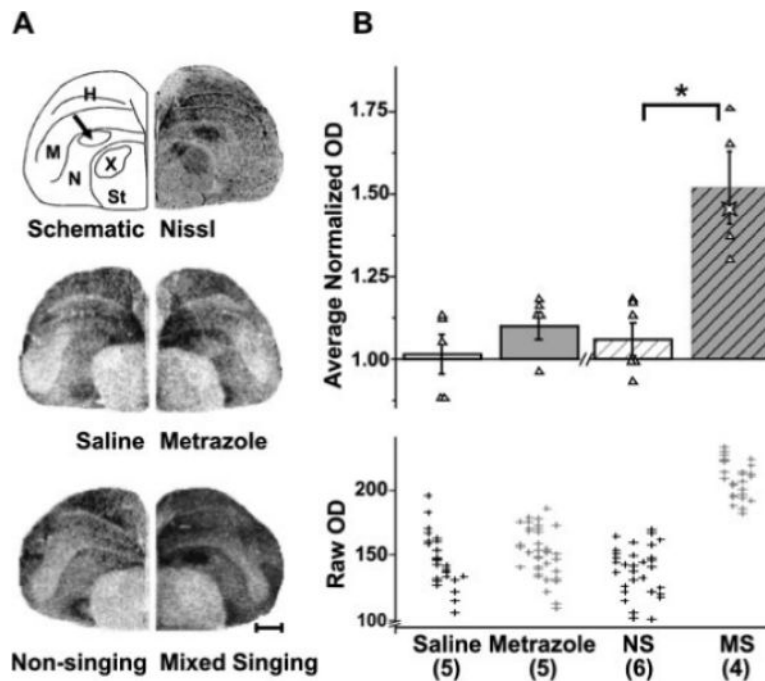 A
H
M
N
X
St
Schematic Nissl
Saline Metrazole
Non-singing Mixed Singing
B
*
Average Normalized OD
1.75
1.50
1.25
1.00
Raw OD
200
150
100
Saline Metrazole NS MS
(5) (5) (6) (4)